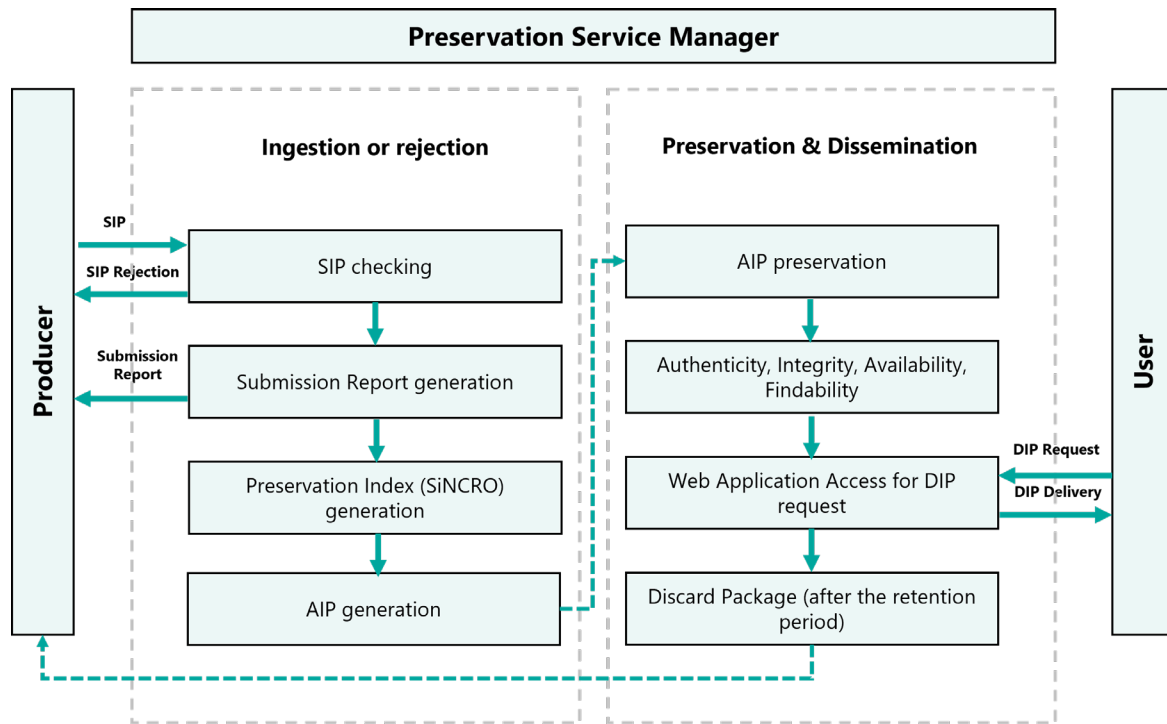 Preservation Service Manager
Producer
Ingestion or rejection
SIP
SIP checking
SIP Rejection
Submission
Report
Submission Report generation
Preservation Index (SiNCRO)
generation
AIP generation
Preservation & Dissemination
AIP preservation
Authenticity, Integrity, Availability,
Findability
Web Application Access for DIP
request
Discard Package (after the retention
period)
DIP Request
DIP Delivery
User